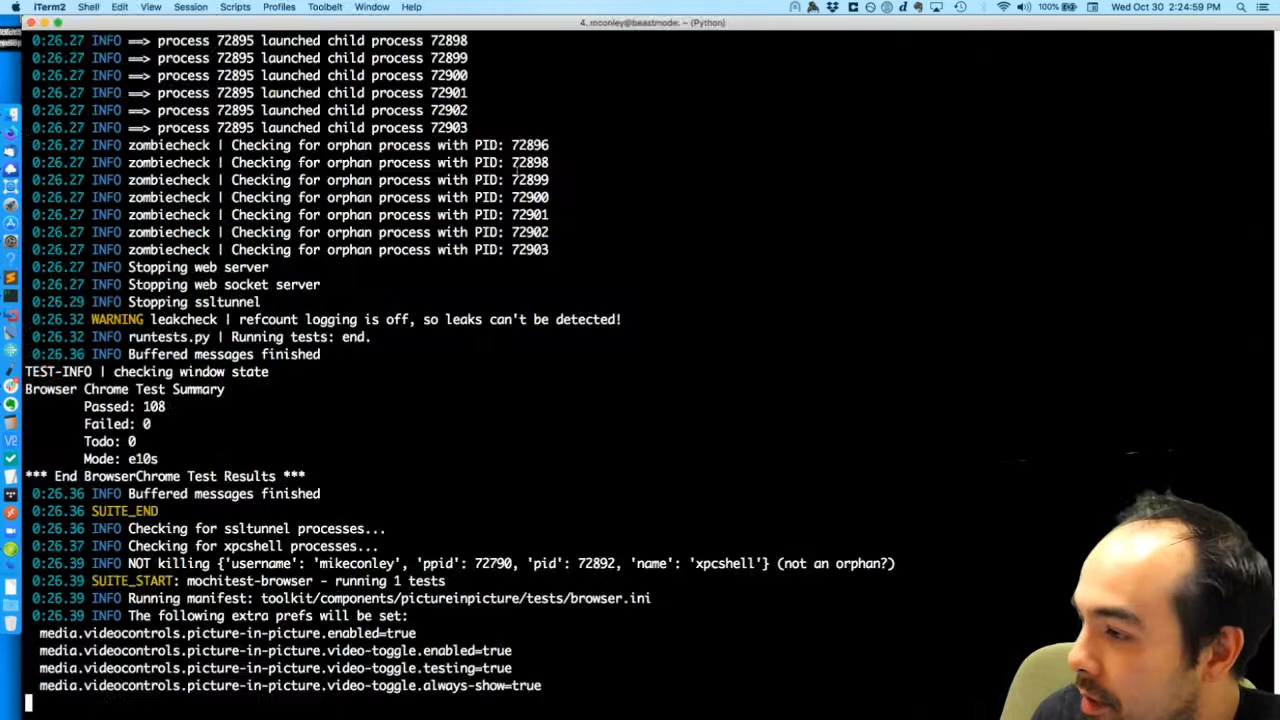 iTerm2 Shell Edit View Session Scripts Profiles Toolbelt Window Help 100% Wed Oct 30 2:24:59 PM
4. mconley@beastmode: ~ (Python)
0:26.27 INFO ==> process 72895 launched child process 72898
0:26.27 INFO ==> process 72895 launched child process 72899
0:26.27 INFO ==> process 72895 launched child process 72900
0:26.27 INFO ==> process 72895 launched child process 72901
0:26.27 INFO ==> process 72895 launched child process 72902
0:26.27 INFO ==> process 72895 launched child process 72903
0:26.27 INFO zombiecheck | Checking for orphan process with PID: 72896
0:26.27 INFO zombiecheck | Checking for orphan process with PID: 72898
0:26.27 INFO zombiecheck | Checking for orphan process with PID: 72899
0:26.27 INFO zombiecheck | Checking for orphan process with PID: 72900
0:26.27 INFO zombiecheck | Checking for orphan process with PID: 72901
0:26.27 INFO zombiecheck | Checking for orphan process with PID: 72902
0:26.27 INFO zombiecheck | Checking for orphan process with PID: 72903
0:26.27 INFO Stopping web server
0:26.27 INFO Stopping web socket server
0:26.29 INFO Stopping ssltunnel
0:26.32 WARNING leakcheck | refcount logging is off, so leaks can't be detected!
0:26.32 INFO runtests.py | Running tests: end.
0:26.36 INFO Buffered messages finished
TEST-INFO | checking window state
Browser Chrome Test Summary
Passed: 108
Failed: 0
Todo: 0
Mode: e10s
*** End BrowserChrome Test Results ***
0:26.36 INFO Buffered messages finished
0:26.36 SUITE_END
0:26.36 INFO Checking for ssltunnel processes...
0:26.37 INFO Checking for xpcshell processes...
0:26.39 INFO NOT killing {'username': 'mikeconley', 'ppid': 72790, 'pid': 72892, 'name': 'xpcshell'} (not an orphan?)
0:26.39 SUITE_START: mochitest-browser - running 1 tests
0:26.39 INFO Running manifest: toolkit/components/pictureinpicture/tests/browser.ini
0:26.39 INFO The following extra prefs will be set:
media.videocontrols.picture-in-picture.enabled=true
media.videocontrols.picture-in-picture.video-toggle.enabled=true
media.videocontrols.picture-in-picture.video-toggle.testing=true
media.videocontrols.picture-in-picture.video-toggle.always-show=true